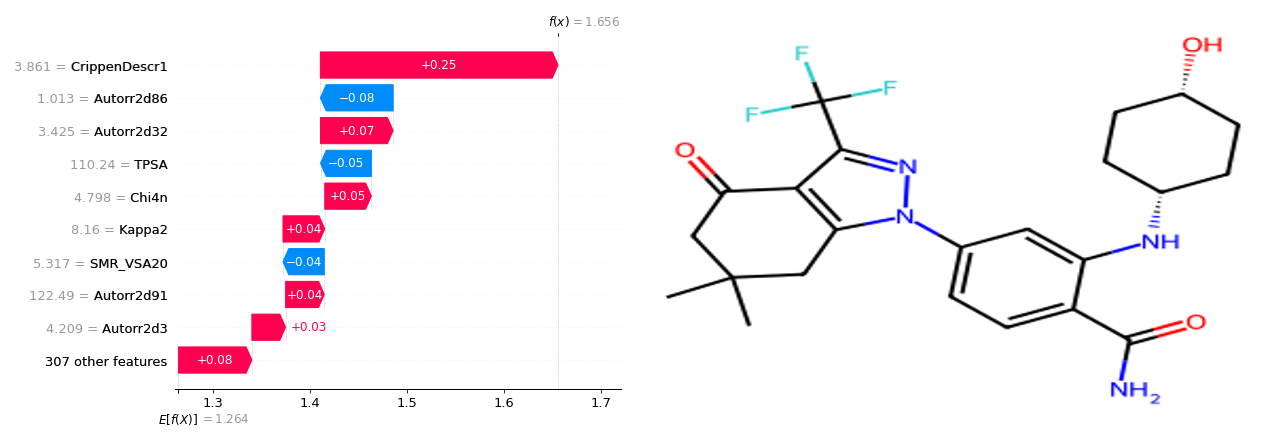 f(x) = 1.656
3.861 = CrippenDescr1
+0.25
1.013 = Autorr2d86
−0.08
3.425 = Autorr2d32
+0.07
110.24 = TPSA
−0.05
4.798 = Chi4n
+0.05
8.16 = Kappa2
+0.04
5.317 = SMR_VSA20
−0.04
122.49 = Autorr2d91
+0.04
4.209 = Autorr2d3
+0.03
307 other features
+0.08
1.3 1.4 1.5 1.6 1.7
E[f(X)] = 1.264
OH
F
F
F
O
N
N
NH
O
NH2